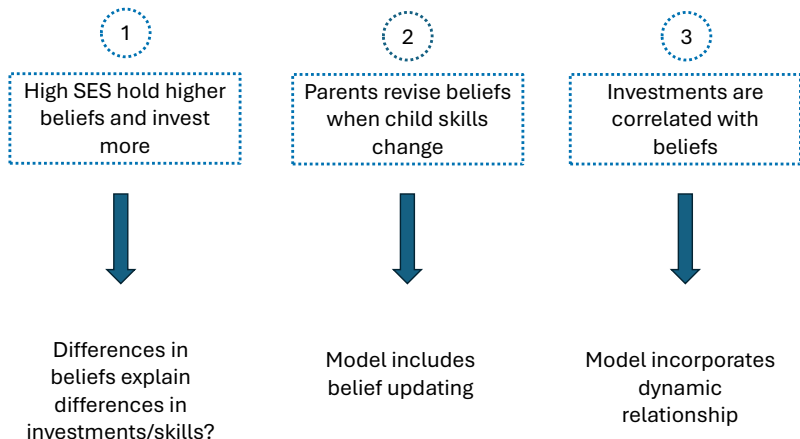 1
2
3
High SES hold higher
beliefs and invest
more
Parents revise beliefs
when child skills
change
Investments are
correlated with
beliefs
Differences in
beliefs explain
differences in
investments/skills?
Model includes
belief updating
Model incorporates
dynamic
relationship